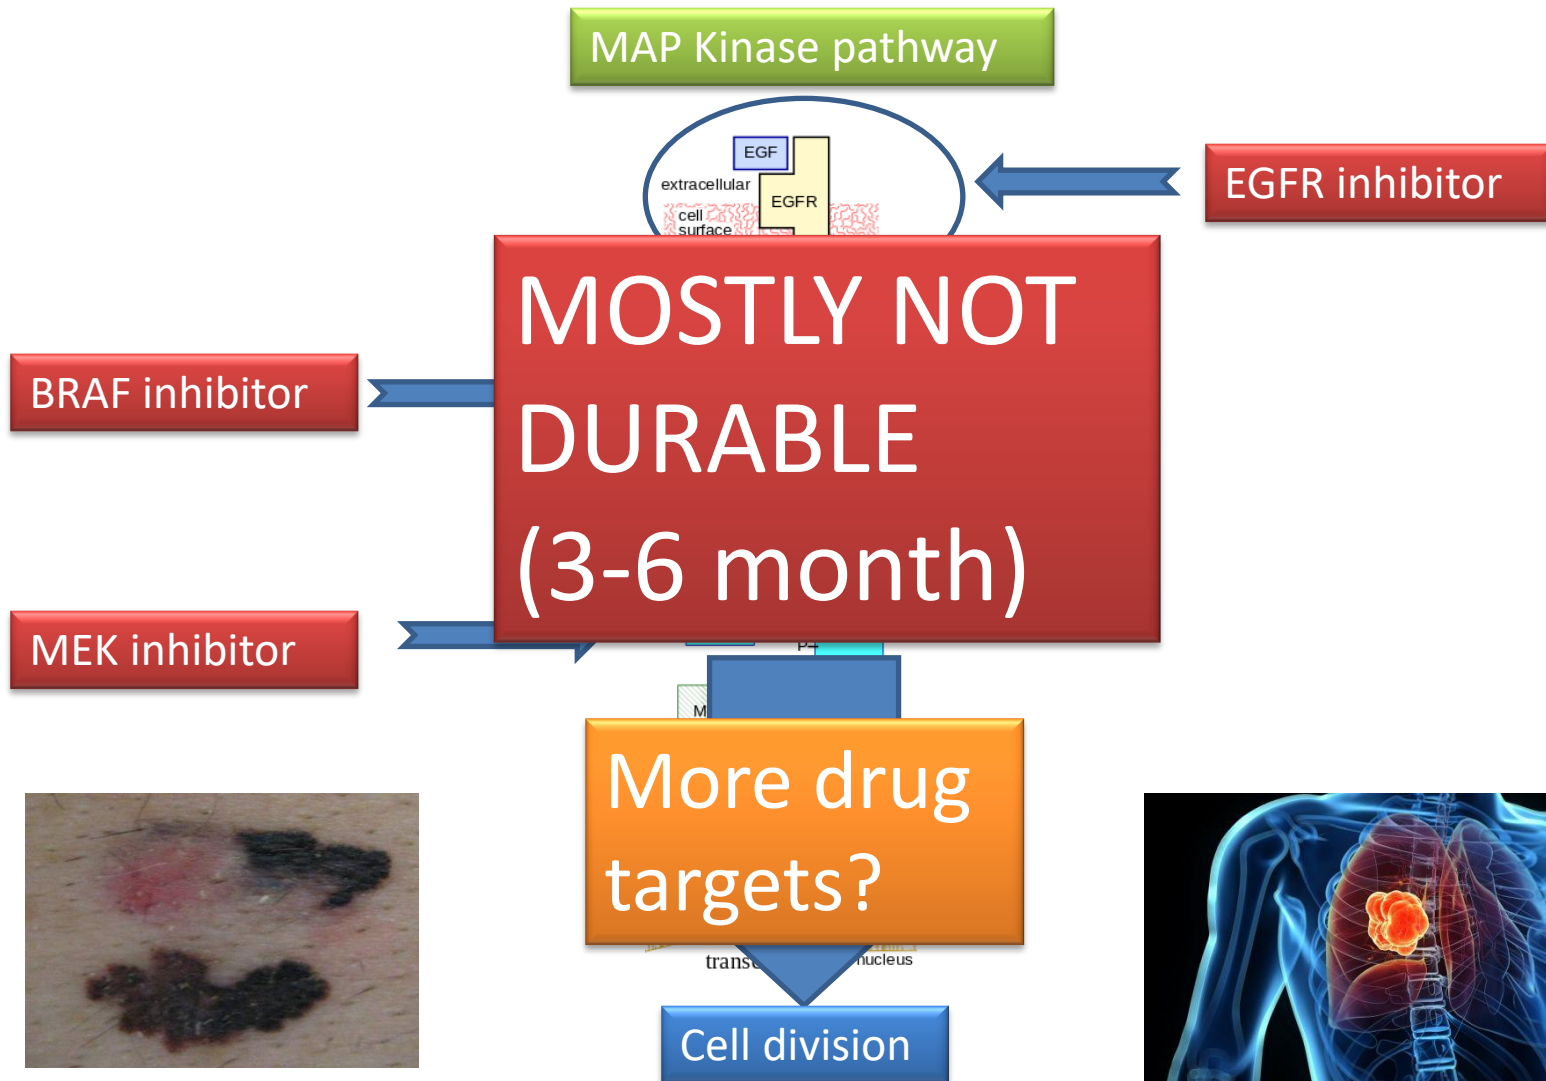 MAP Kinase pathway
EGF
extracellular
EGFR
EGFR inhibitor
cell
surface
MOSTLY NOT
DURABLE
(3-6 month)
BRAF inhibitor
MEK inhibitor
P
M
More drug
targets?
nucleus
Cell division